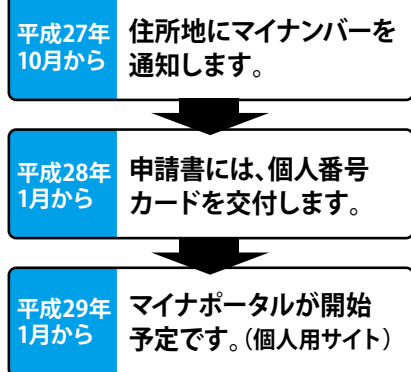 平成27年
10月から
住所地にマイナンバーを
通知します。
平成28年
1月から
申請書には、個人番号
カードを交付します。
平成29年
1月から
マイナポータルが開始
予定です。(個人用サイト)